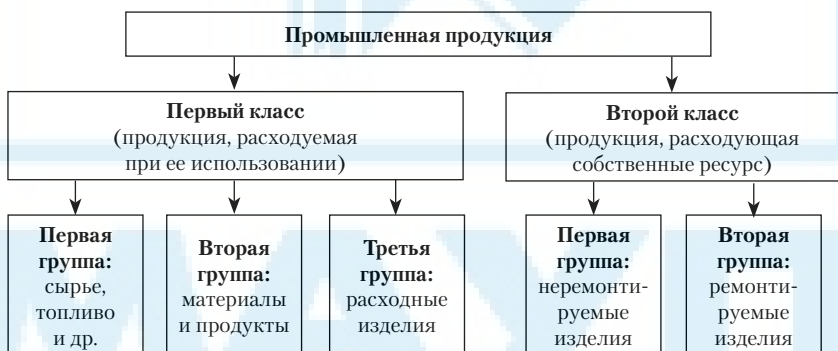 Промышленная продукция
Первый класс
(продукция, расходуемая
при ее использовании)
Второй класс
(продукция, расходующая
собственные ресурс)
Первая
группа:
сырье,
топливо
и др.
Вторая
группа:
материалы
и продукты
Третья
группа:
расходные
изделия
Первая
группа:
неремонти-
руемые
изделия
Вторая
группа:
ремонти-
руемые
изделия